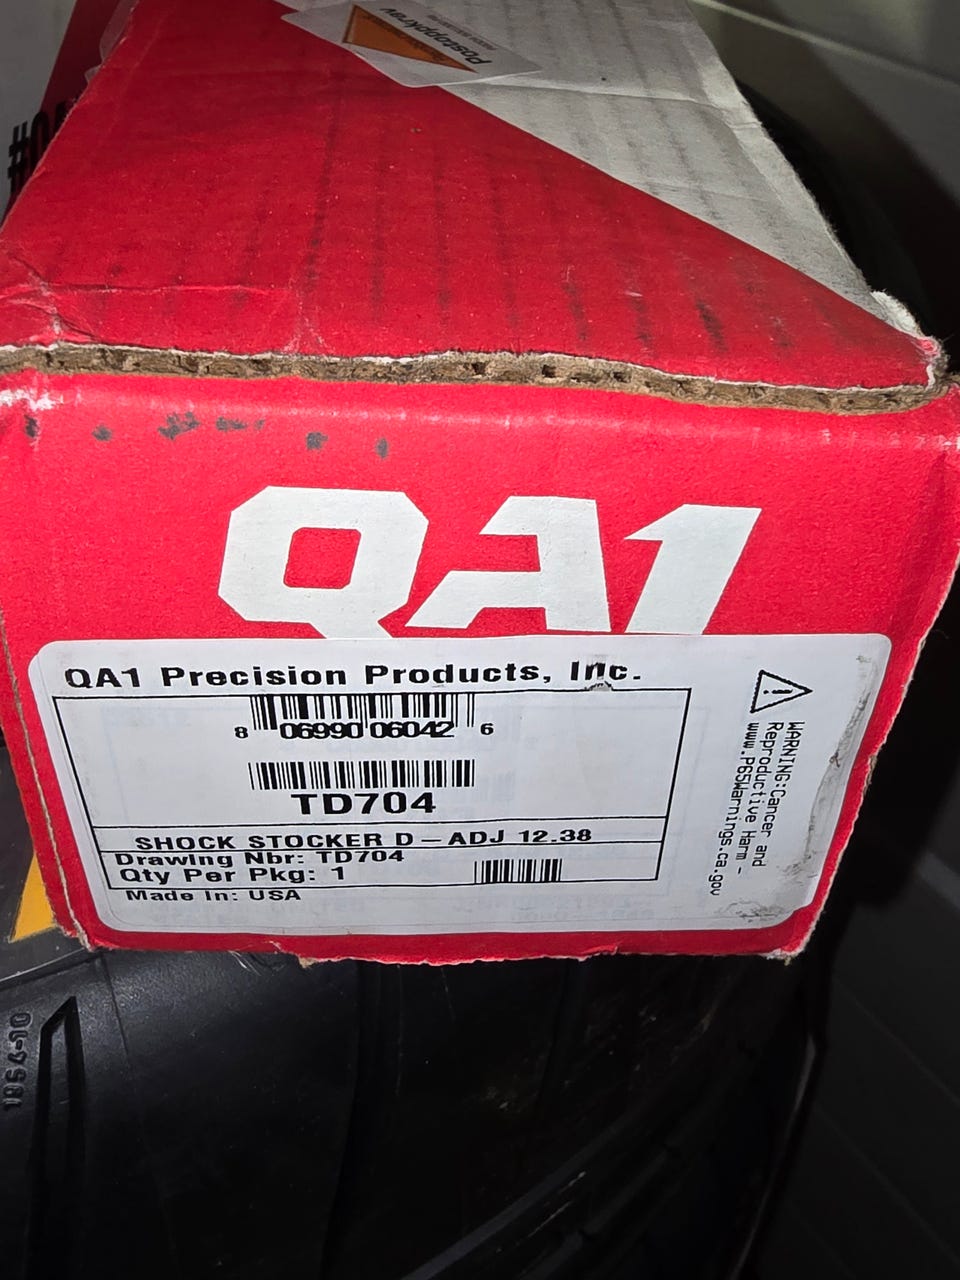 Postoppkrav
QA1
QA1 Precision Products, Inc.
8 06990 06042 6
TD704
SHOCK STOCKER D-ADJ 12.38
Drawing Nbr: TD704
Qty Per Pkg: 1
Made In: USA
WARNING:Cancer and
Reproductive Harm -
www.P65Warnings.ca.gov